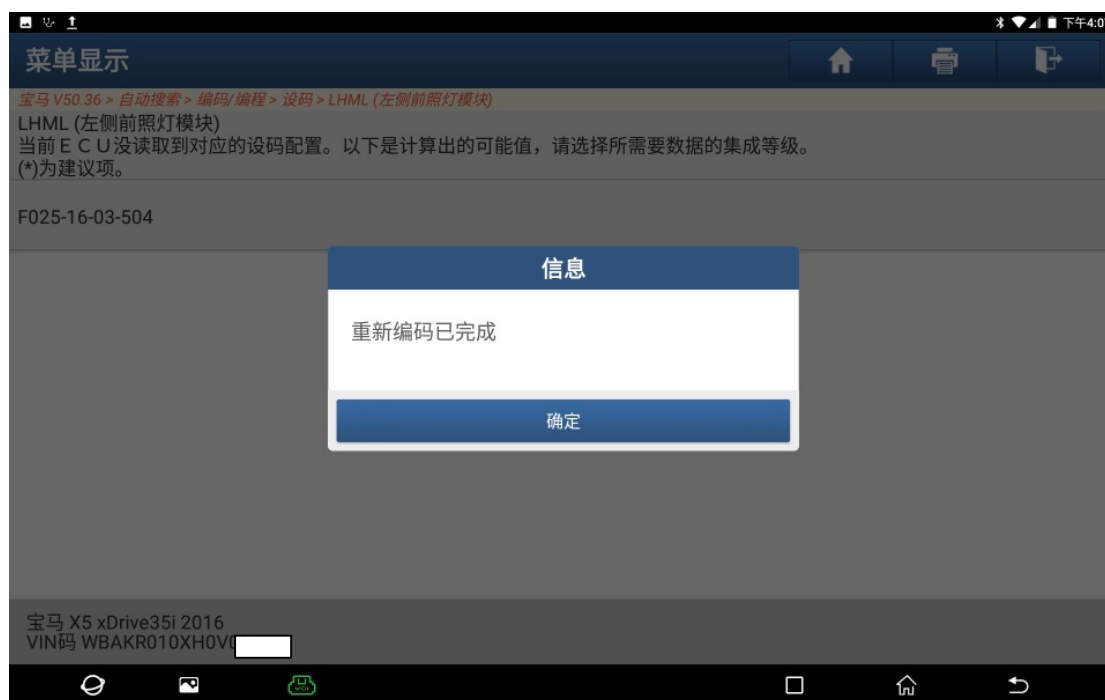 下午4:0
菜单显示
宝马 V50.36 > 自动搜索 > 编码/编程 > 设码 > LHML (左侧前照灯模块)
LHML (左侧前照灯模块)
当前ＥＣＵ没读取到对应的设码配置。以下是计算出的可能值，请选择所需要数据的集成等级。
(*)为建议项。
F025-16-03-504
信息
重新编码已完成
确定
宝马 X5 xDrive35i 2016
VIN码 WBAKR010XH0V
VCI